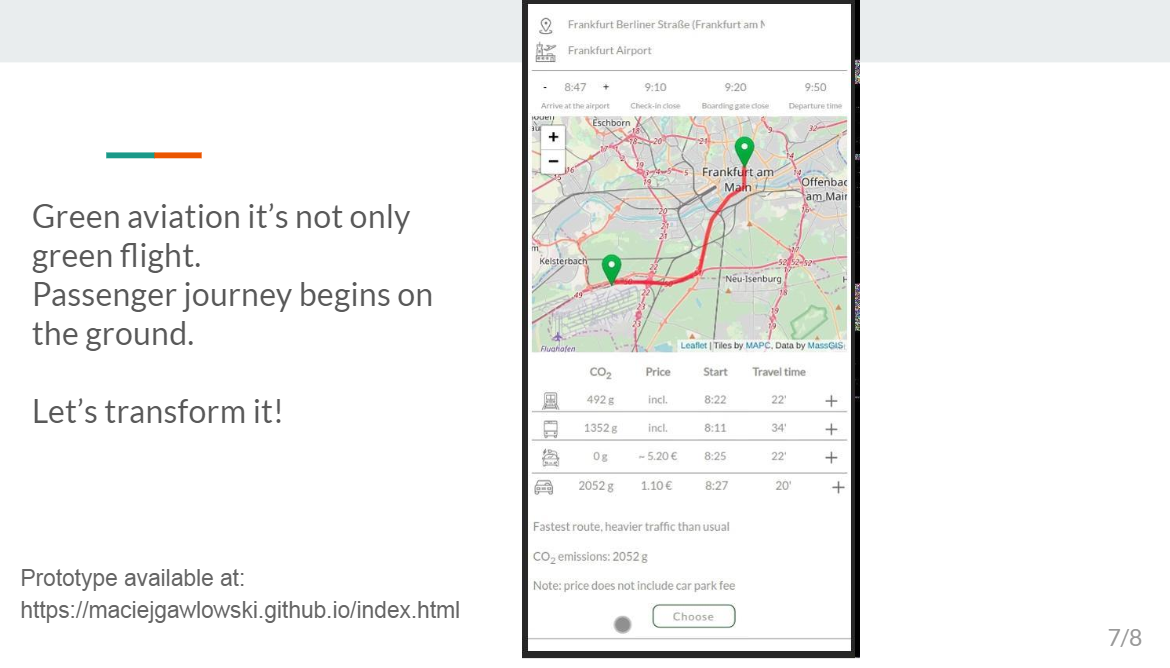 Green aviation it's not only
green flight.
Passenger journey begins on
the ground.
Let's transform it!
Prototype available at:
https://maciejgawlowski.github.io/index.html
Frankfurt Berliner Straße (Frankfurt am
Frankfurt Airport
- 8:47 + 9:10 9:20 9:50
Arrive at the airport Check-in close Boarding gate close Departure time
+
−
Eschborn
Frankfurt am
Main
Offenbac
am Main
Kelsterbach
Neu-Isenburg
Flughafen
Leaflet | Tiles by MAPC, Data by MassGIS
CO2 Price Start Travel time
492 g incl. 8:22 22' +
1352 g incl. 8:11 34' +
0 g ~ 5.20 € 8:25 22' +
2052 g 1.10 € 8:27 20' +
Fastest route, heavier traffic than usual
CO2 emissions: 2052 g
Note: price does not include car park fee
Choose
7/8